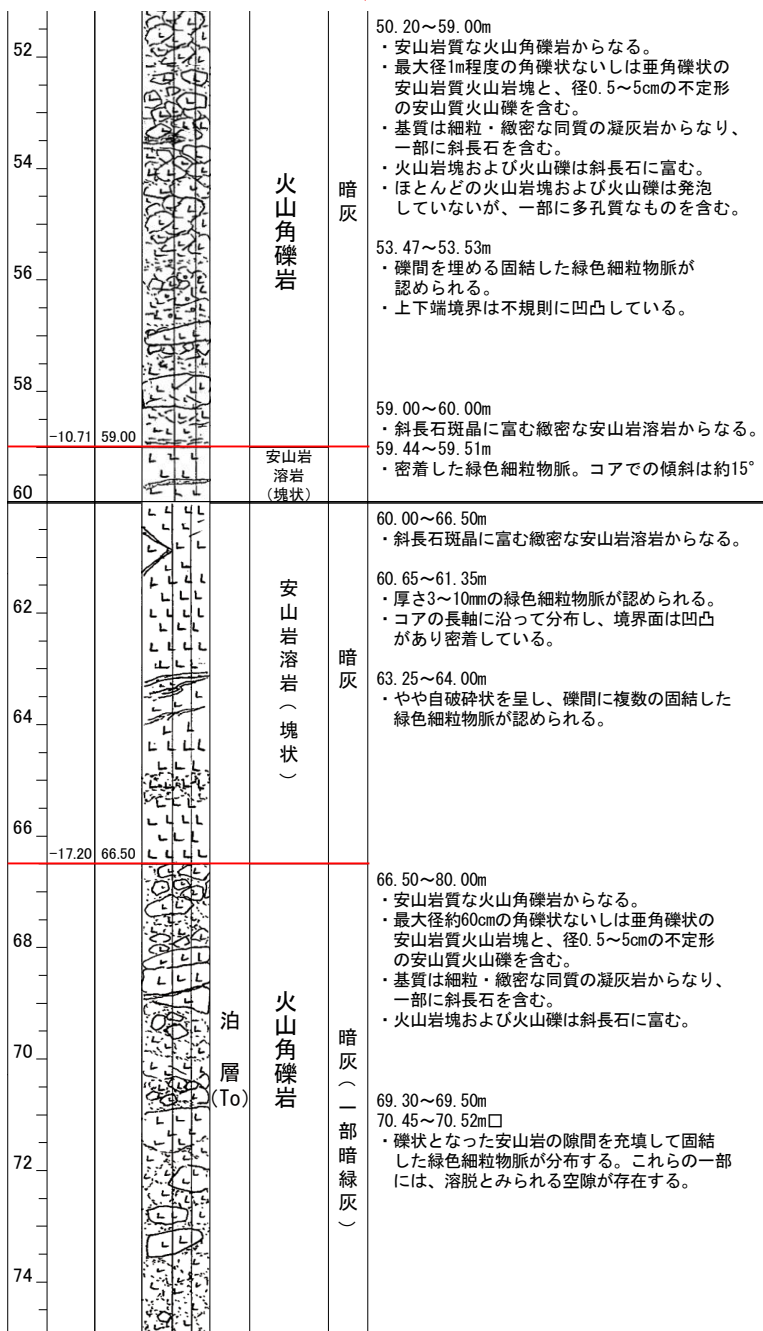 52
54
56
58
60
62
64
66
68
70
72
74
-10.71 59.00
-17.20 66.50
泊
層
(To)
火山角礫岩
安山岩
溶岩
(塊状)
安山岩溶岩(塊状)
火山角礫岩
暗灰
暗灰
暗灰(一部暗緑灰)
50.20～59.00m
・安山岩質な火山角礫岩からなる。
・最大径1m程度の角礫状ないしは亜角礫状の
安山岩質火山岩塊と、径0.5～5cmの不定形
の安山質火山礫を含む。
・基質は細粒・緻密な同質の凝灰岩からなり、
一部に斜長石を含む。
・火山岩塊および火山礫は斜長石に富む。
・ほとんどの火山岩塊および火山礫は発泡
していないが、一部に多孔質なものを含む。
53.47～53.53m
・礫間を埋める固結した緑色細粒物脈が
認められる。
・上下端境界は不規則に凹凸している。
59.00～60.00m
・斜長石斑晶に富む緻密な安山岩溶岩からなる。
59.44～59.51m
・密着した緑色細粒物脈。コアでの傾斜は約15°
60.00～66.50m
・斜長石斑晶に富む緻密な安山岩溶岩からなる。
60.65～61.35m
・厚さ3～10mmの緑色細粒物脈が認められる。
・コアの長軸に沿って分布し、境界面は凹凸
があり密着している。
63.25～64.00m
・やや自破砕状を呈し、礫間に複数の固結した
緑色細粒物脈が認められる。
66.50～80.00m
・安山岩質な火山角礫岩からなる。
・最大径約60cmの角礫状ないしは亜角礫状の
安山岩質火山岩塊と、径0.5～5cmの不定形
の安山質火山礫を含む。
・基質は細粒・緻密な同質の凝灰岩からなり、
一部に斜長石を含む。
・火山岩塊および火山礫は斜長石に富む。
69.30～69.50m
70.45～70.52m□
・礫状となった安山岩の隙間を充填して固結
した緑色細粒物脈が分布する。これらの一部
には、溶脱とみられる空隙が存在する。